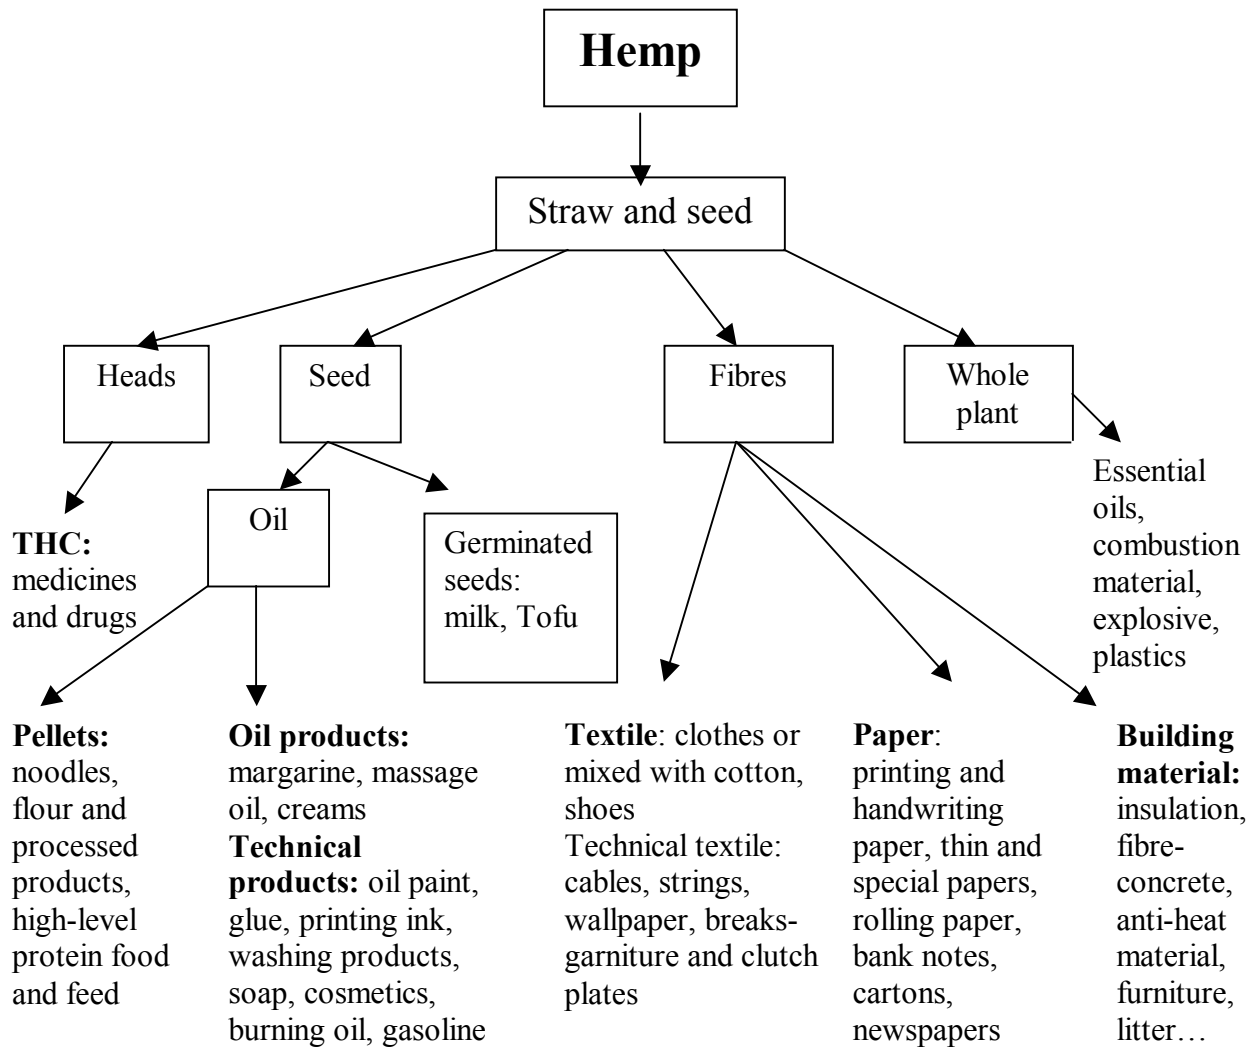 Hemp
Straw and seed
Heads
Seed
Fibres
Whole
plant
Oil
Germinated
seeds:
milk, Tofu
THC:
medicines
and drugs
Essential
oils,
combustion
material,
explosive,
plastics
Pellets:
noodles,
flour and
processed
products,
high-level
protein food
and feed
Oil products:
margarine, massage
oil, creams
Technical
products: oil paint,
glue, printing ink,
washing products,
soap, cosmetics,
burning oil, gasoline
Textile: clothes or
mixed with cotton,
shoes
Technical textile:
cables, strings,
wallpaper, breaks-
garniture and clutch
plates
Paper:
printing and
handwriting
paper, thin and
special papers,
rolling paper,
bank notes,
cartons,
newspapers
Building
material:
insulation,
fibre-
concrete,
anti-heat
material,
furniture,
litter…